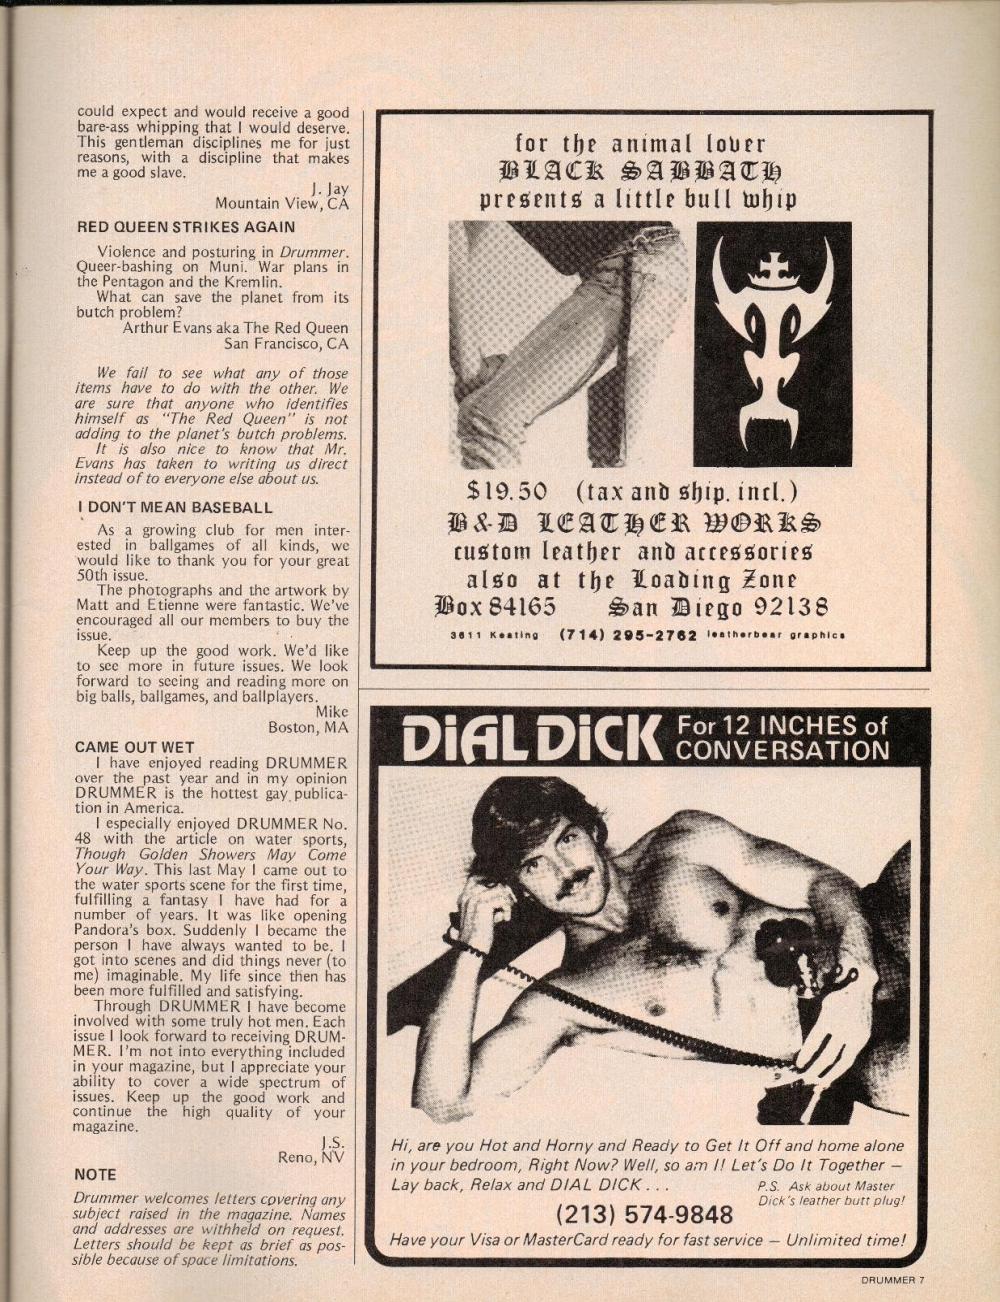 could expect and would receive a good
bare-ass whipping that I would deserve.
This gentleman disciplines me for just
reasons, with a discipline that makes
me a good slave.
J. Jay
Mountain View, CA
RED QUEEN STRIKES AGAIN
Violence and posturing in Drummer.
Queer-bashing on Muni. War plans in
the Pentagon and the Kremlin.
What can save the planet from its
butch problem?
Arthur Evans aka The Red Queen
San Francisco, CA
We fail to see what any of those
items have to do with the other. We
are sure that anyone who identifies
himself as "The Red Queen" is not
adding to the planet's butch problems.
It is also nice to know that Mr.
Evans has taken to writing us direct
instead of to everyone else about us.
I DON'T MEAN BASEBALL
As a growing club for men inter-
ested in ballgames of all kinds, we
would like to thank you for your great
50th issue.
The photographs and the artwork by
Matt and Etienne were fantastic. We've
encouraged all our members to buy the
issue.
Keep up the good work. We'd like
to see more in future issues. We look
forward to seeing and reading more on
big balls, ballgames, and ballplayers.
Mike
Boston, MA
CAME OUT WET
I have enjoyed reading DRUMMER
over the past year and in my opinion
DRUMMER is the hottest gay publica-
tion in America.
I especially enjoyed DRUMMER No.
48 with the article on water sports,
Though Golden Showers May Come
Your Way. This last May I came out to
the water sports scene for the first time,
fulfilling a fantasy I have had for a
number of years. It was like opening
Pandora's box. Suddenly I became the
person I have always wanted to be. I
got into scenes and did things never (to
me) imaginable. My life since then has
been more fulfilled and satisfying.
Through DRUMMER I have become
involved with some truly hot men. Each
issue I look forward to receiving DRUM-
MER. I'm not into everything included
in your magazine, but I appreciate your
ability to cover a wide spectrum of
issues. Keep up the good work and
continue the high quality of your
magazine.
J.S.
Reno, NV
NOTE
Drummer welcomes letters covering any
subject raised in the magazine. Names
and addresses are withheld on request.
Letters should be kept as brief as pos-
sible because of space limitations.
for the animal lover
BLACK SABBATH
presents a little bull whip
$19.50 (tax and ship. incl.)
B&D LEATHER WORKS
custom leather and accessories
also at the Loading Zone
Box 84165 San Diego 92138
3611 Keating (714) 295-2762 leatherbear graphics
DiAL DiCK For 12 INCHES of
CONVERSATION
Hi, are you Hot and Horny and Ready to Get It Off and home alone
in your bedroom, Right Now? Well, so am I! Let's Do It Together —
Lay back, Relax and DIAL DICK . . .
P.S. Ask about Master
Dick's leather butt plug!
(213) 574-9848
Have your Visa or MasterCard ready for fast service — Unlimited time!
DRUMMER 7